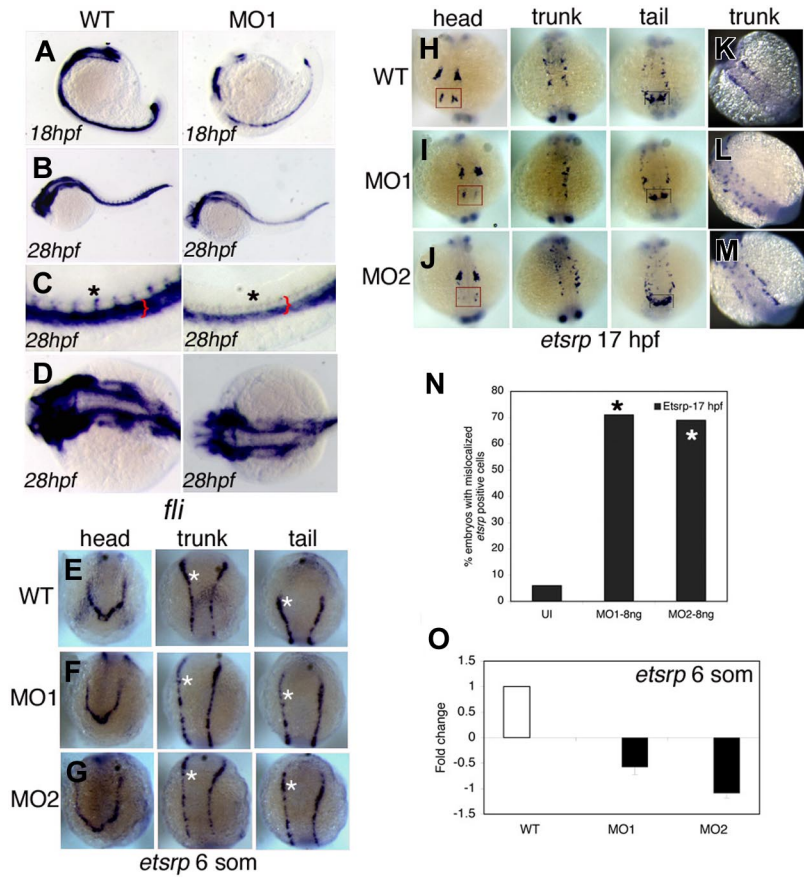 WT MO1
A
18hpf 18hpf
B
28hpf 28hpf
C * *
} }
28hpf 28hpf
D
28hpf 28hpf
fli
head trunk tail
E
WT
* *
F
MO1
* *
G
MO2
* *
etsrp 6 som
head trunk tail trunk
H K
WT
I L
MO1
J M
MO2
etsrp 17 hpf
N
% embryos with mislocalized
etsrp positive cells
80
70
60
50
40
30
20
10
0
Etsrp-17 hpf
* *
UI MO1-8ng MO2-8ng
O
etsrp 6 som
Fold change
1.5
1
0.5
0
-0.5
-1
-1.5
WT MO1 MO2